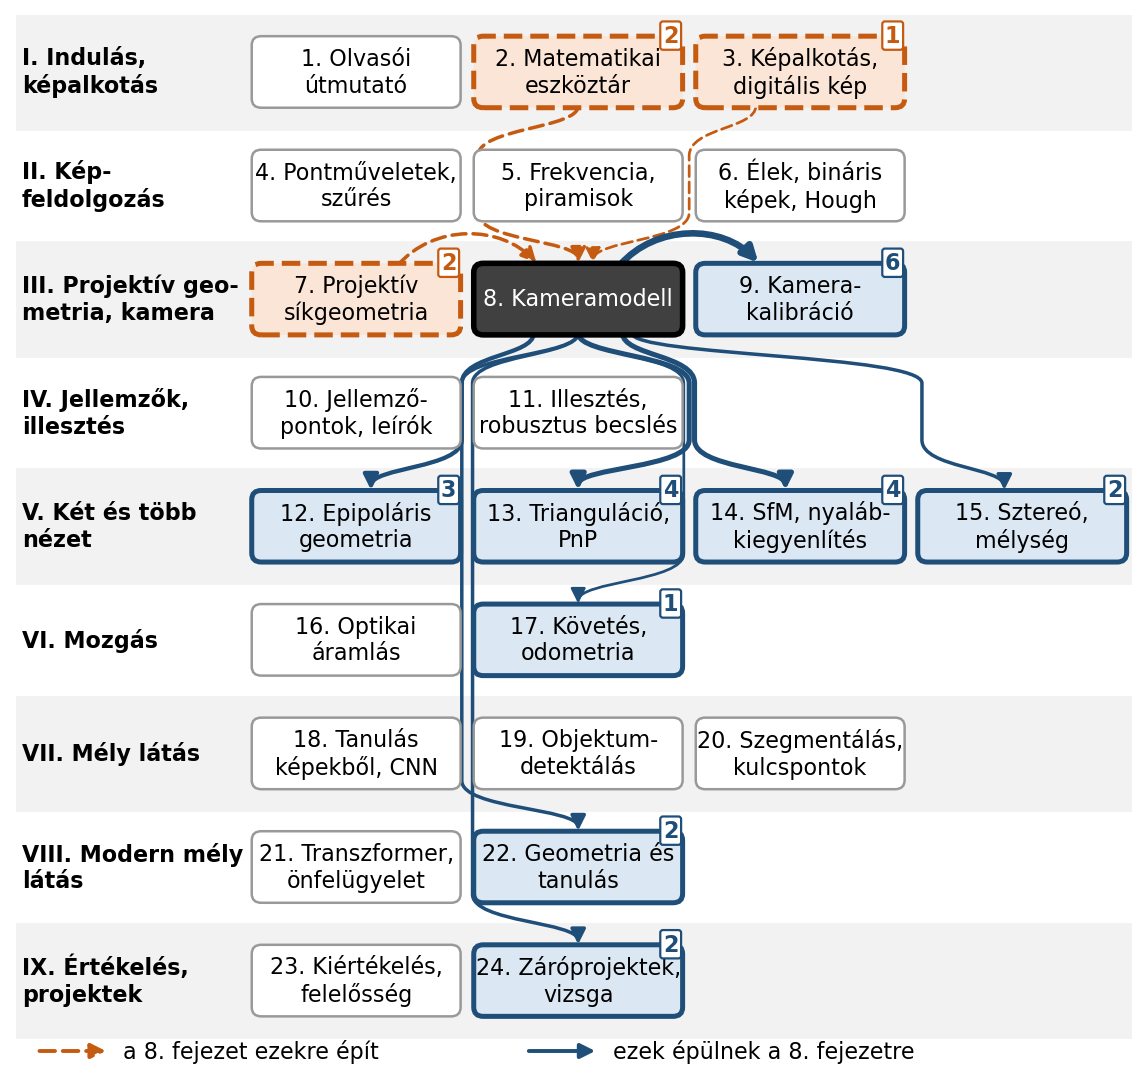 I. Indulás,
képalkotás
1. Olvasói
útmutató
2
2. Matematikai
eszköztár
1
3. Képalkotás,
digitális kép
II. Kép-
feldolgozás
4. Pontműveletek,
szűrés
5. Frekvencia,
piramisok
6. Élek, bináris
képek, Hough
III. Projektív geo-
metria, kamera
2
7. Projektív
síkgeometria
8. Kameramodell
6
9. Kamera-
kalibráció
IV. Jellemzők,
illesztés
10. Jellemző-
pontok, leírók
11. Illesztés,
robusztus becslés
V. Két és több
nézet
3
12. Epipoláris
geometria
4
13. Trianguláció,
PnP
4
14. SfM, nyaláb-
kiegyenlítés
2
15. Sztereó,
mélység
VI. Mozgás
16. Optikai
áramlás
1
17. Követés,
odometria
VII. Mély látás
18. Tanulás
képekből, CNN
19. Objektum-
detektálás
20. Szegmentálás,
kulcspontok
VIII. Modern mély
látás
21. Transzformer,
önfelügyelet
2
22. Geometria és
tanulás
IX. Értékelés,
projektek
23. Kiértékelés,
felelősség
2
24. Záróprojektek,
vizsga
a 8. fejezet ezekre épít
ezek épülnek a 8. fejezetre